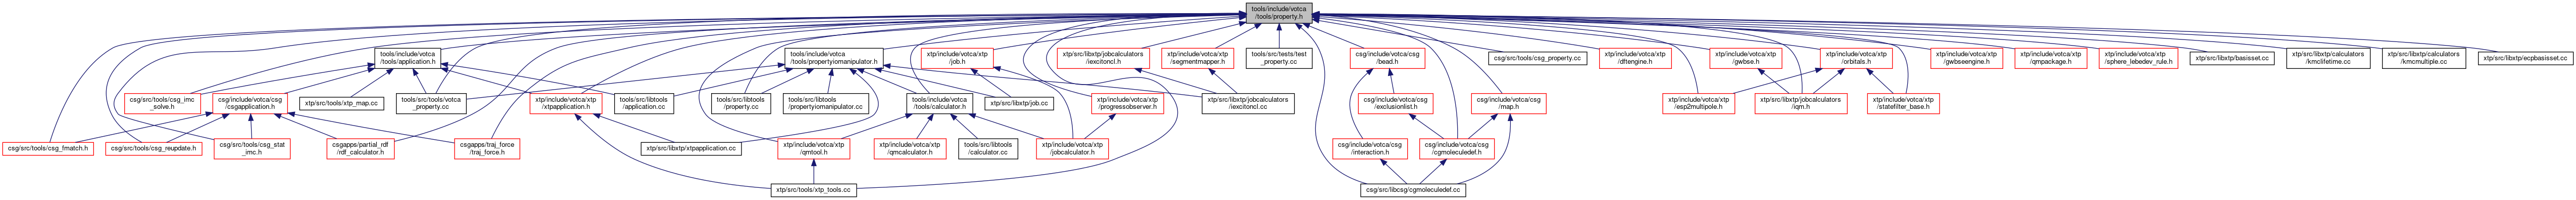 tools/include/votca
/tools/property.h
tools/include/votca
/tools/application.h
tools/include/votca
/tools/propertyiomanipulator.h
xtp/include/votca/xtp
/job.h
xtp/src/libxtp/jobcalculators
/iexcitoncl.h
xtp/include/votca/xtp
/segmentmapper.h
tools/src/tests/test
_property.cc
csg/include/votca/csg
/bead.h
csg/src/tools/csg_property.cc
xtp/include/votca/xtp
/dftengine.h
xtp/include/votca/xtp
/gwbse.h
xtp/include/votca/xtp
/orbitals.h
xtp/include/votca/xtp
/gwbseengine.h
xtp/include/votca/xtp
/qmpackage.h
xtp/include/votca/xtp
/sphere_lebedev_rule.h
xtp/src/libxtp/basisset.cc
xtp/src/libxtp/calculators
/kmclifetime.cc
xtp/src/libxtp/calculators
/kmcmultiple.cc
xtp/src/libxtp/ecpbasisset.cc
csg/src/tools/csg_imc
_solve.h
csg/include/votca/csg
/csgapplication.h
xtp/src/tools/xtp_map.cc
tools/src/tools/votca
_property.cc
xtp/include/votca/xtp
/xtpapplication.h
tools/src/libtools
/application.cc
tools/src/libtools
/property.cc
tools/src/libtools
/propertyiomanipulator.cc
tools/include/votca
/tools/calculator.h
xtp/src/libxtp/job.cc
xtp/include/votca/xtp
/progressobserver.h
xtp/src/libxtp/jobcalculators
/iexcitoncl.cc
csg/include/votca/csg
/exclusionlist.h
csg/include/votca/csg
/map.h
xtp/include/votca/xtp
/esp2multipole.h
xtp/src/libxtp/jobcalculators
/iqm.h
xtp/include/votca/xtp
/statefilter_base.h
csg/src/tools/csg_fmatch.h
csg/src/tools/csg_reupdate.h
csg/src/tools/csg_stat
_imc.h
csgapps/partial_rdf
/rdf_calculator.h
csgapps/traj_force
/traj_force.h
xtp/src/libxtp/xtpapplication.cc
xtp/include/votca/xtp
/qmtool.h
xtp/include/votca/xtp
/qmcalculator.h
tools/src/libtools
/calculator.cc
xtp/include/votca/xtp
/jobcalculator.h
csg/include/votca/csg
/interaction.h
csg/include/votca/csg
/cgmoleculedef.h
xtp/src/tools/xtp_tools.cc
csg/src/libcsg/cgmoleculedef.cc